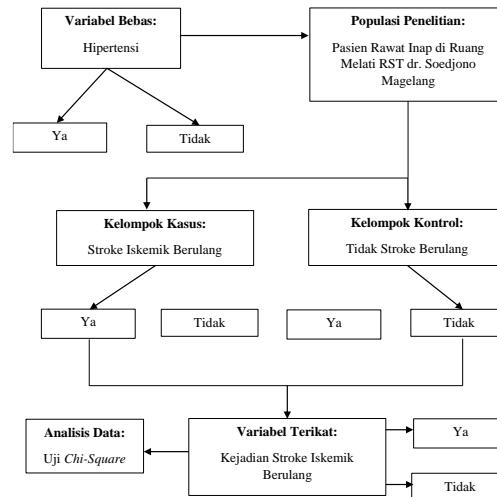 Variabel Bebas:
Hipertensi
Populasi Penelitian:
Pasien Rawat Inap di Ruang
Melati RST dr. Soedjono
Magelang
Ya
Tidak
Kelompok Kasus:
Stroke Iskemik Berulang
Kelompok Kontrol:
Tidak Stroke Berulang
Ya
Tidak
Ya
Tidak
Analisis Data:
Uji Chi-Square
Variabel Terikat:
Kejadian Stroke Iskemik
Berulang
Ya
Tidak